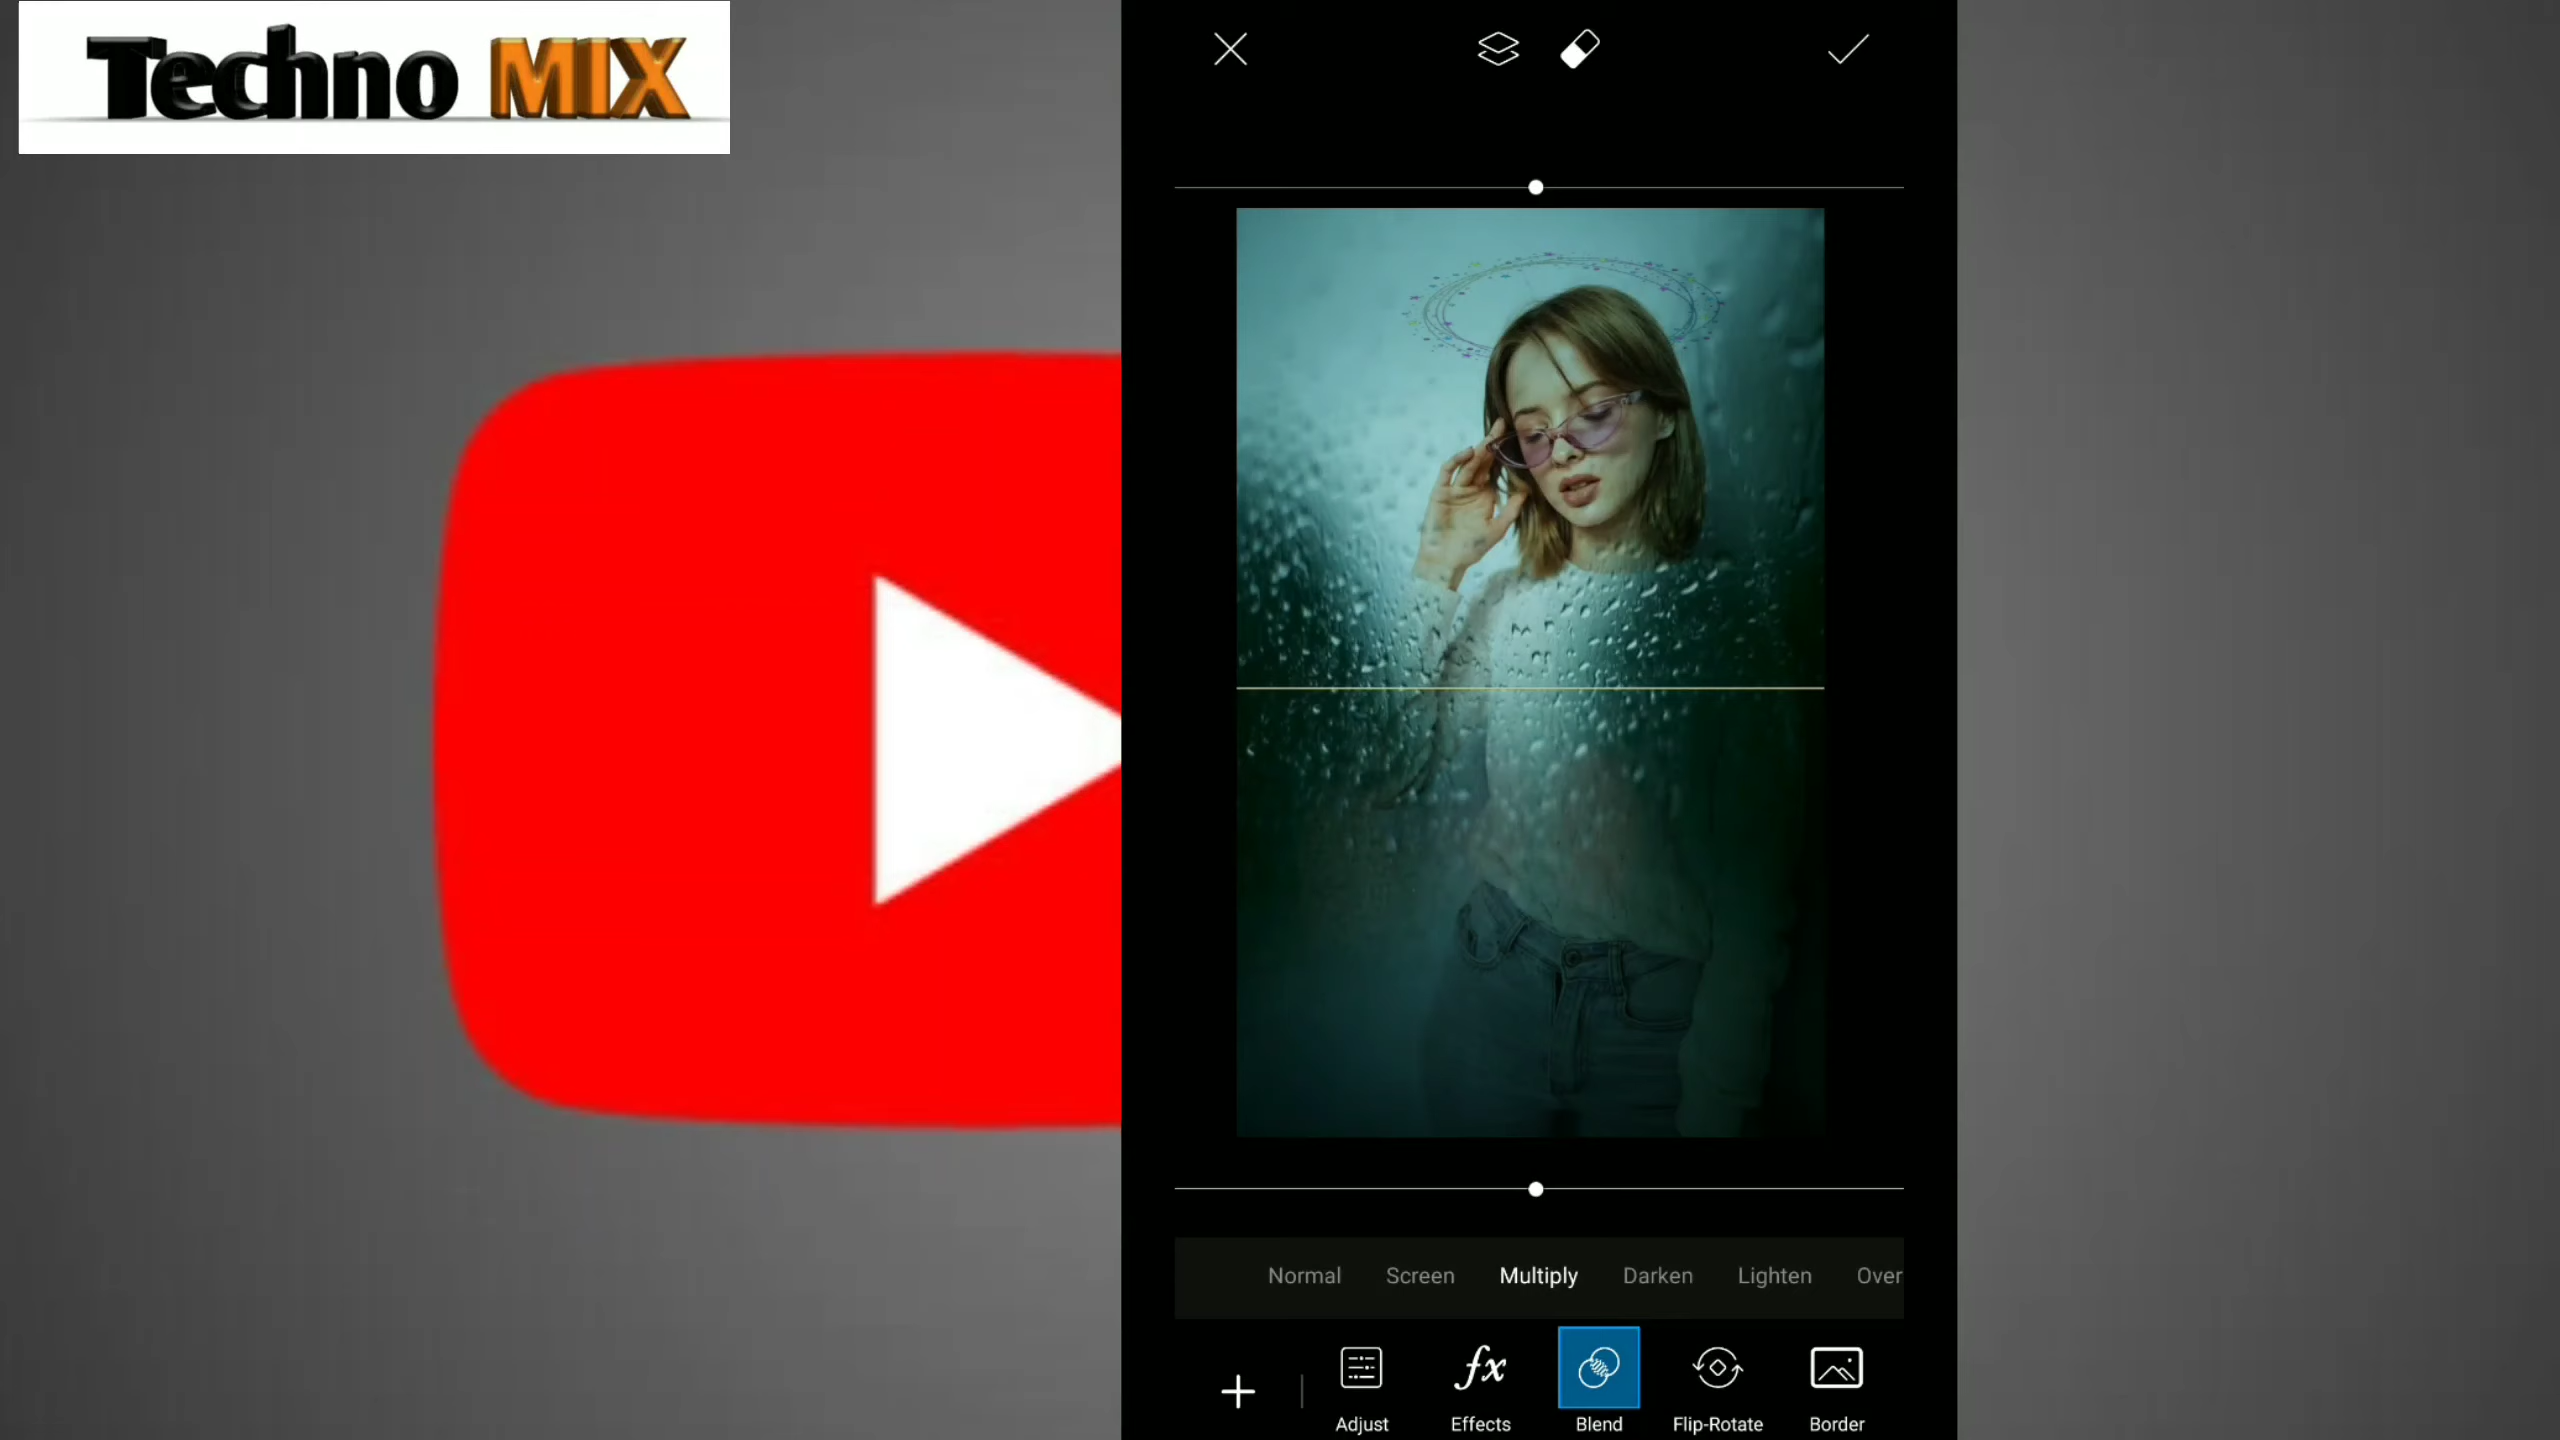 Techno MIX
Normal Screen Multiply Darken Lighten Over
Adjust Effects Blend Flip-Rotate Border